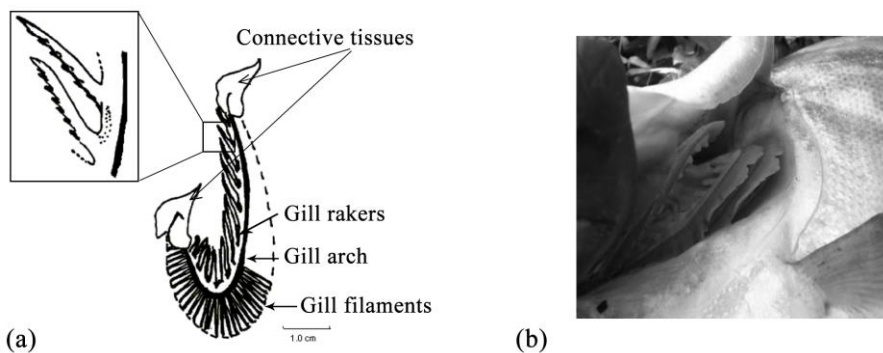 Connective tissues
Gill rakers
Gill arch
Gill filaments
1.0 cm
(a)
(b)